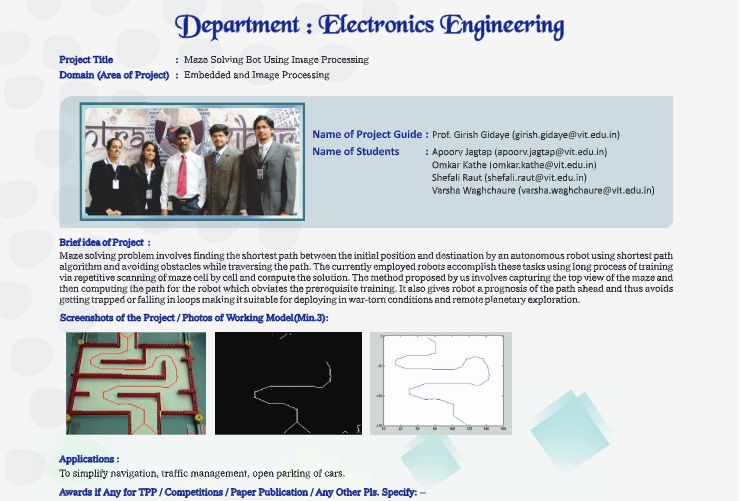 Department : Electronics Engineering
Project Title : Maze Solving Bot Using Image Processing
Domain (Area of Project) : Embedded and Image Processing
Name of Project Guide : Prof. Girish Gidaye (girish.gidaye@vit.edu.in)
Name of Students : Apoorv Jagtap (apoorv.jagtap@vit.edu.in)
Omkar Kathe (omkar.kathe@vit.edu.in)
Shefali Raut (shefali.raut@vit.edu.in)
Varsha Waghchaure (varsha.waghchaure@vit.edu.in)
Brief idea of Project :
Maze solving problem involves finding the shortest path between the initial position and destination by an autonomous robot using shortest path
algorithm and avoiding obstacles while traversing the path. The currently employed robots accomplish these tasks using long process of training
via repetitive scanning of maze cell by cell and compute the solution. The method proposed by us involves capturing the top view of the maze and
then computing the path for the robot which obviates the prerequisite training. It also gives robot a prognosis of the path ahead and thus avoids
getting trapped or falling in loops making it suitable for deploying in war-torn conditions and remote planetary exploration.
Screenshots of the Project / Photos of Working Model(Min.3):
Applications :
To simplify navigation, traffic management, open parking of cars.
Awards if Any for TPP / Competitions / Paper Publication / Any Other Pls. Specify: --